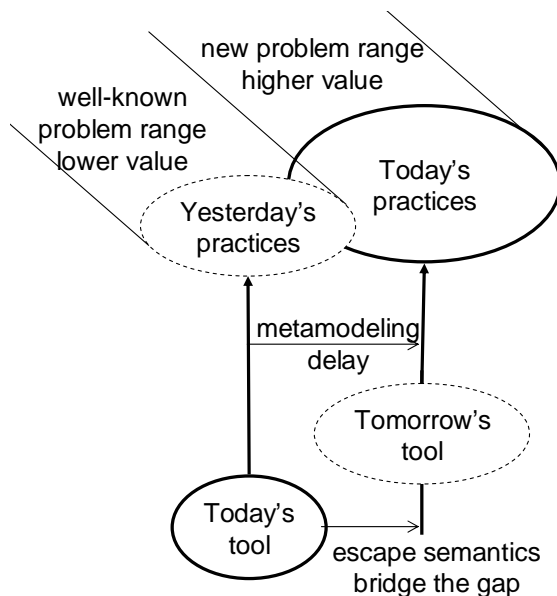 new problem range
higher value
well-known
problem range
lower value
Today's
practices
Yesterday's
practices
metamodeling
delay
Tomorrow's
tool
Today's
tool
escape semantics
bridge the gap